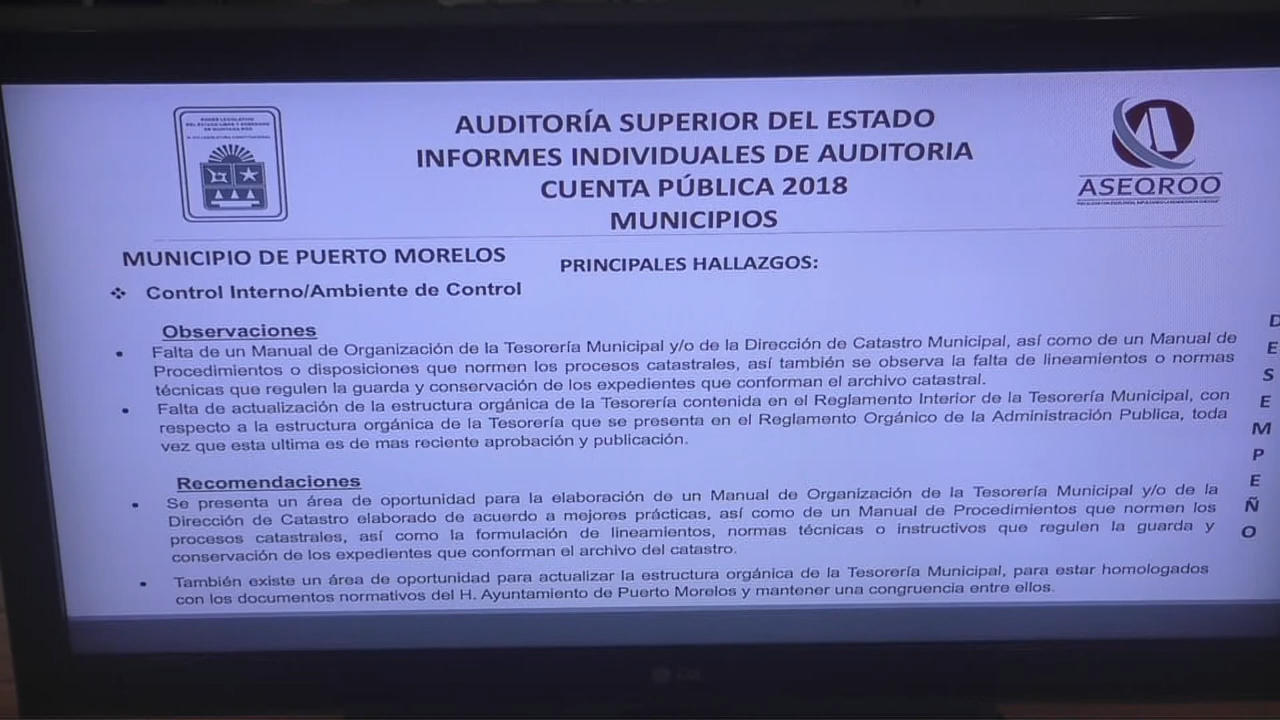 PODER LEGISLATIVO
DEL ESTADO LIBRE Y SOBERANO
DE QUINTANA ROO
AUDITORÍA SUPERIOR DEL ESTADO
INFORMES INDIVIDUALES DE AUDITORIA
CUENTA PÚBLICA 2018
MUNICIPIOS
ASEQROO
MUNICIPIO DE PUERTO MORELOS
PRINCIPALES HALLAZGOS:
❖ Control Interno/Ambiente de Control
Observaciones
• Falta de un Manual de Organización de la Tesorería Municipal y/o de la Dirección de Catastro Municipal, así como de un Manual de
Procedimientos o disposiciones que normen los procesos catastrales, así también se observa la falta de lineamientos o normas
técnicas que regulen la guarda y conservación de los expedientes que conforman el archivo catastral.
• Falta de actualización de la estructura orgánica de la Tesorería contenida en el Reglamento Interior de la Tesorería Municipal, con
respecto a la estructura orgánica de la Tesorería que se presenta en el Reglamento Orgánico de la Administración Publica, toda
vez que esta ultima es de mas reciente aprobación y publicación.
Recomendaciones
• Se presenta un área de oportunidad para la elaboración de un Manual de Organización de la Tesorería Municipal y/o de la
Dirección de Catastro elaborado de acuerdo a mejores prácticas, así como de un Manual de Procedimientos que normen los
procesos catastrales, así como la formulación de lineamientos, normas técnicas o instructivos que regulen la guarda y
conservación de los expedientes que conforman el archivo del catastro.
• También existe un área de oportunidad para actualizar la estructura orgánica de la Tesorería Municipal, para estar homologados
con los documentos normativos del H. Ayuntamiento de Puerto Morelos y mantener una congruencia entre ellos.
DESEMPEÑO
LG